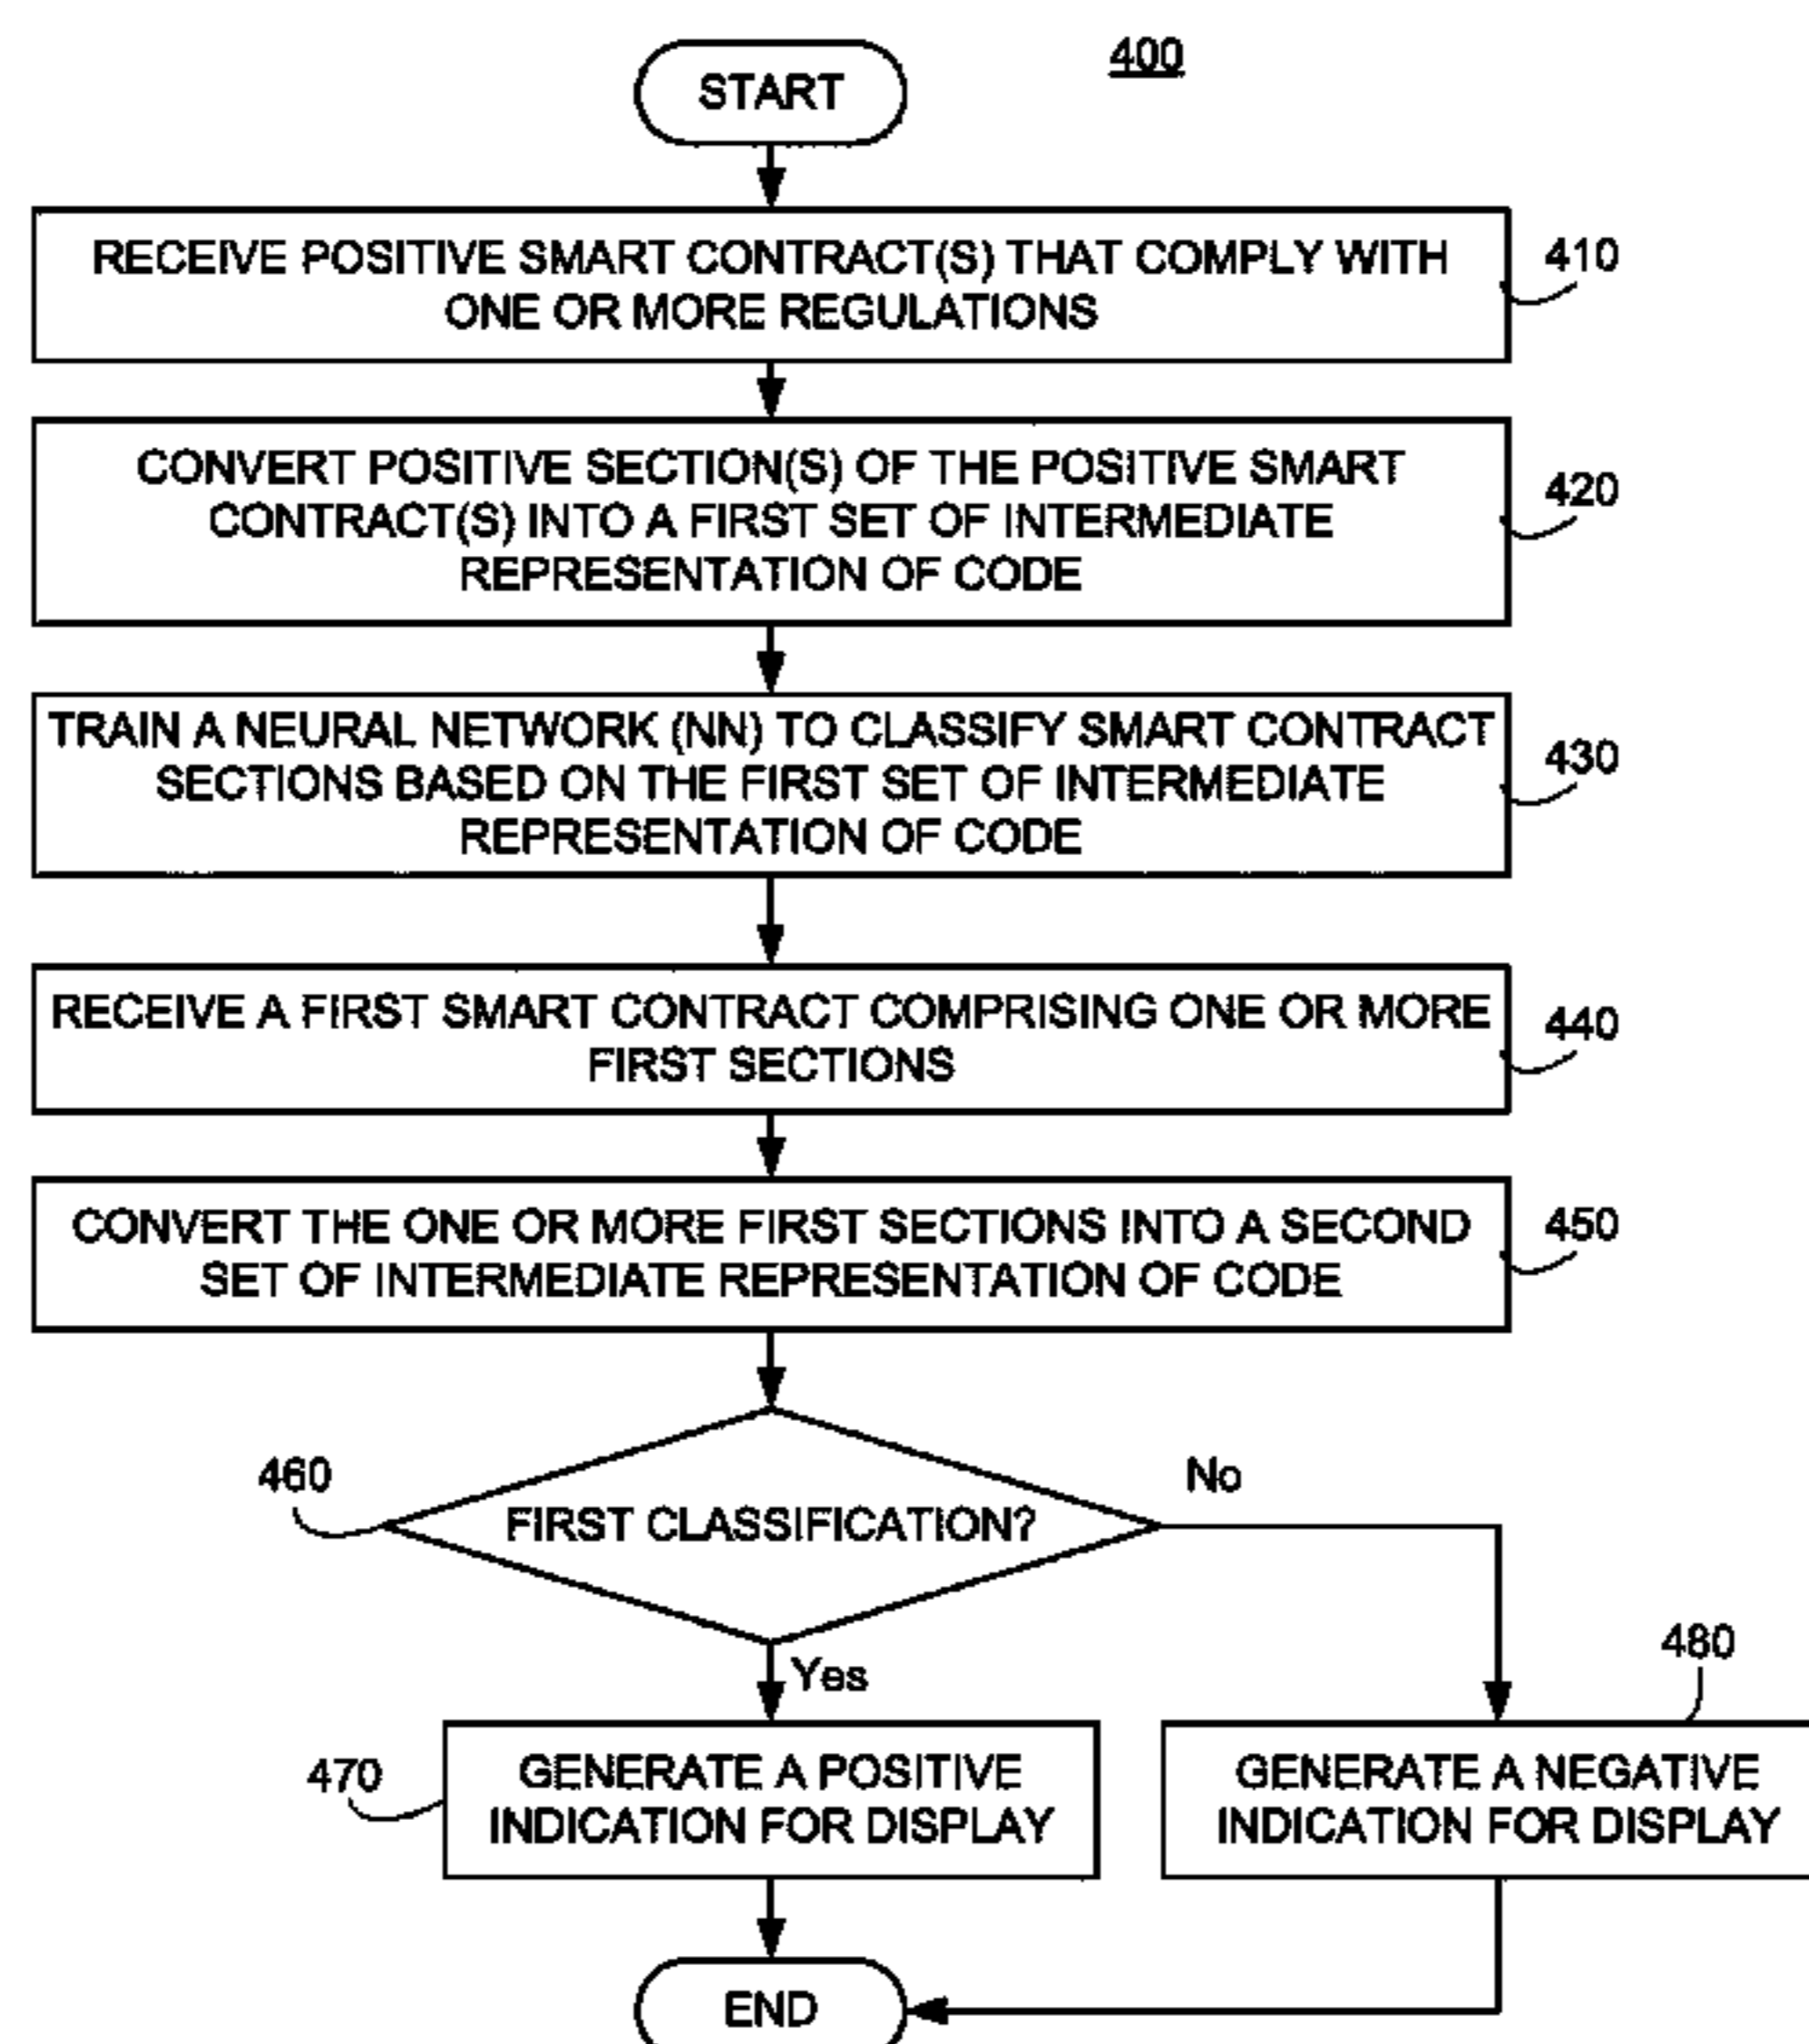 400
START
RECEIVE POSITIVE SMART CONTRACT(S) THAT COMPLY WITH
ONE OR MORE REGULATIONS
410
CONVERT POSITIVE SECTION(S) OF THE POSITIVE SMART
CONTRACT(S) INTO A FIRST SET OF INTERMEDIATE
REPRESENTATION OF CODE
420
TRAIN A NEURAL NETWORK (NN) TO CLASSIFY SMART CONTRACT
SECTIONS BASED ON THE FIRST SET OF INTERMEDIATE
REPRESENTATION OF CODE
430
RECEIVE A FIRST SMART CONTRACT COMPRISING ONE OR MORE
FIRST SECTIONS
440
CONVERT THE ONE OR MORE FIRST SECTIONS INTO A SECOND
SET OF INTERMEDIATE REPRESENTATION OF CODE
450
460
FIRST CLASSIFICATION?
No
Yes
480
470
GENERATE A POSITIVE
INDICATION FOR DISPLAY
GENERATE A NEGATIVE
INDICATION FOR DISPLAY
END